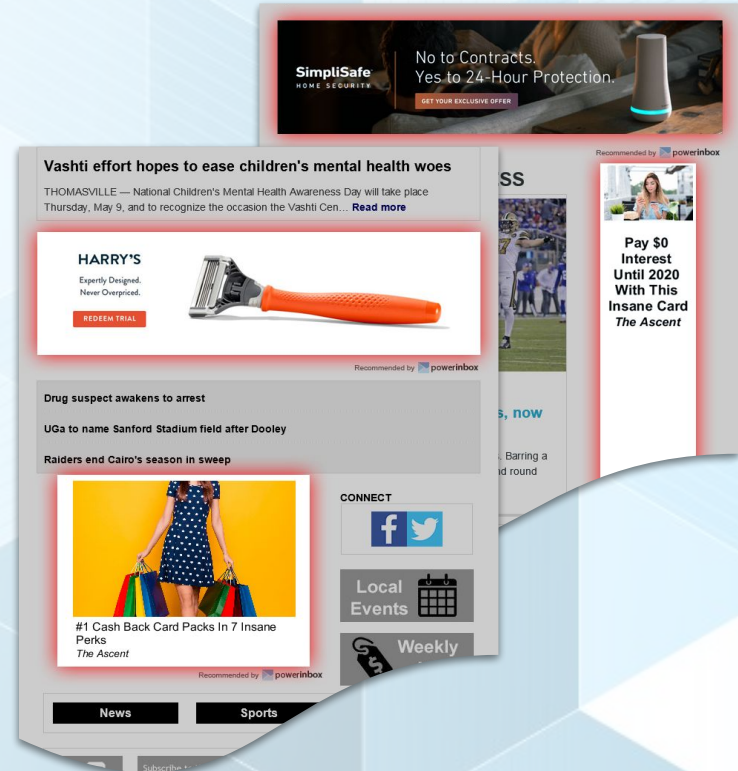 SimpliSafe
HOME SECURITY
No to Contracts.
Yes to 24-Hour Protection.
GET YOUR EXCLUSIVE OFFER
Recommended by powerinbox
Pay $0
Interest
Until 2020
With This
Insane Card
The Ascent
SS
s, now
. Barring a
nd round
Vashti effort hopes to ease children's mental health woes
THOMASVILLE — National Children's Mental Health Awareness Day will take place
Thursday, May 9, and to recognize the occasion the Vashti Cen... Read more
HARRY'S
Expertly Designed.
Never Overpriced.
REDEEM TRIAL
Recommended by powerinbox
Drug suspect awakens to arrest
UGa to name Sanford Stadium field after Dooley
Raiders end Cairo's season in sweep
#1 Cash Back Card Packs In 7 Insane
Perks
The Ascent
Recommended by powerinbox
CONNECT
Local
Events
Weekly
News
Sports
Subscribe